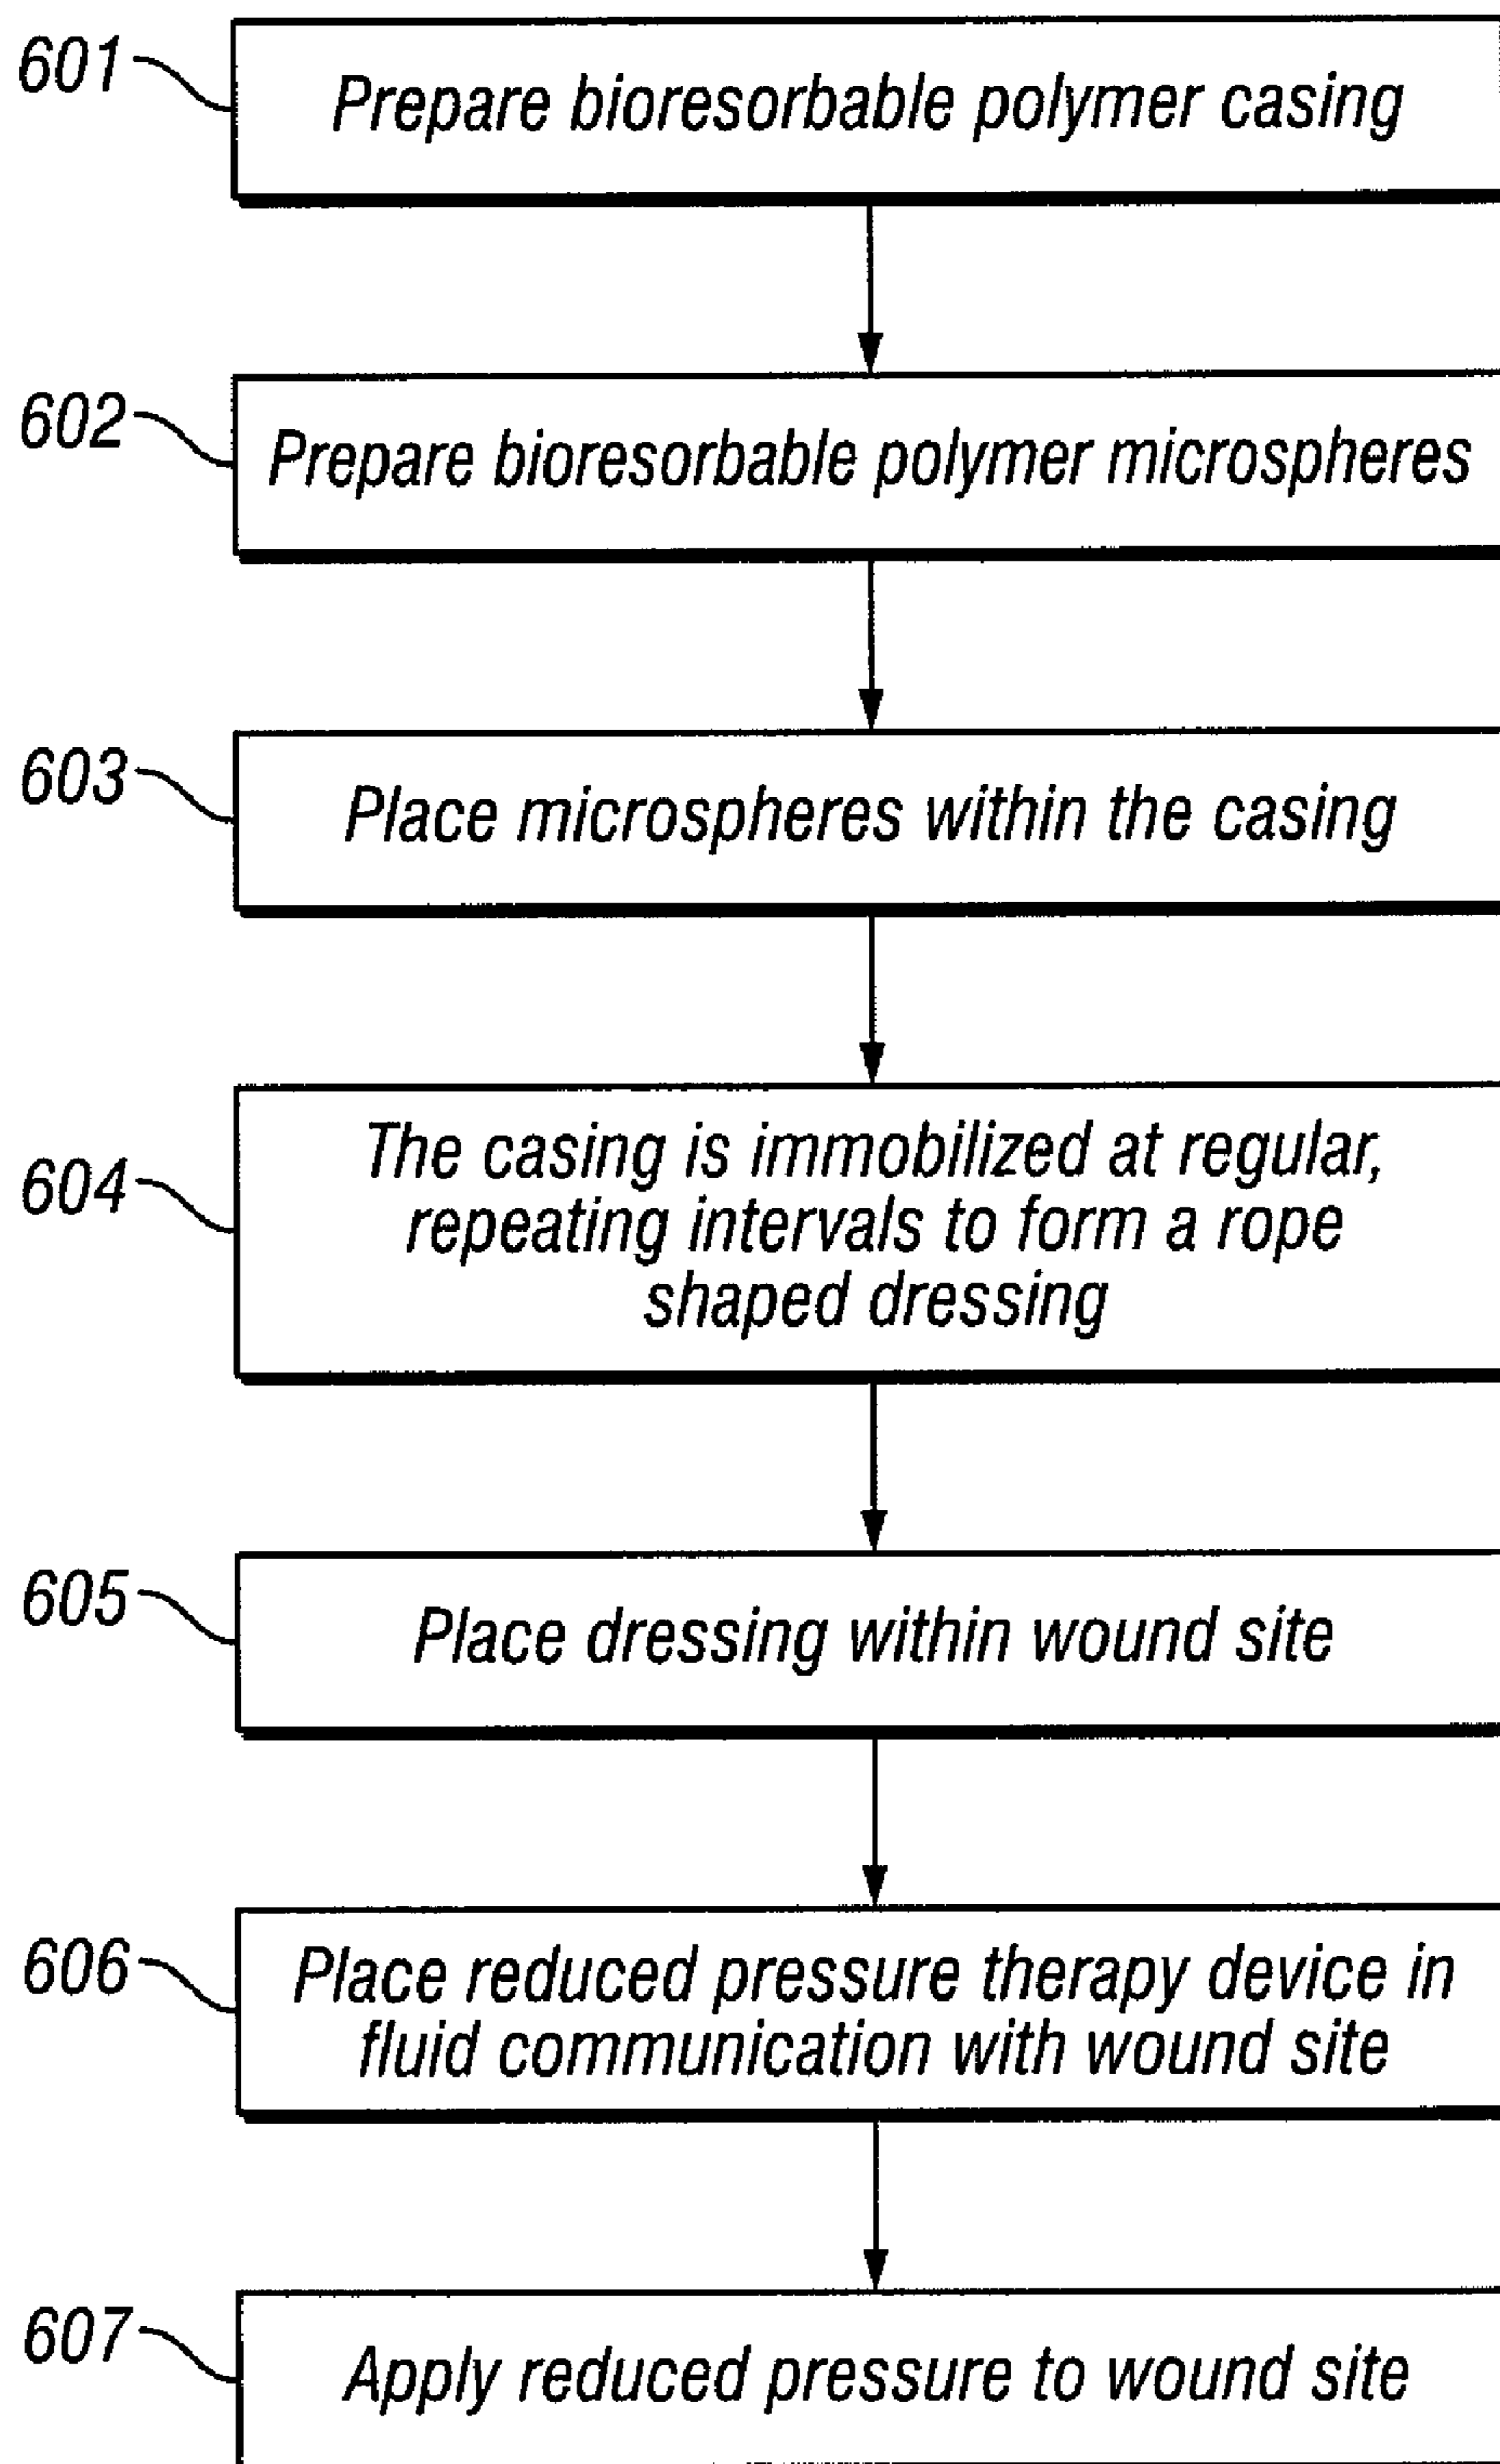 601
Prepare bioresorbable polymer casing
602
Prepare bioresorbable polymer microspheres
603
Place microspheres within the casing
604
The casing is immobilized at regular,
repeating intervals to form a rope
shaped dressing
605
Place dressing within wound site
606
Place reduced pressure therapy device in
fluid communication with wound site
607
Apply reduced pressure to wound site